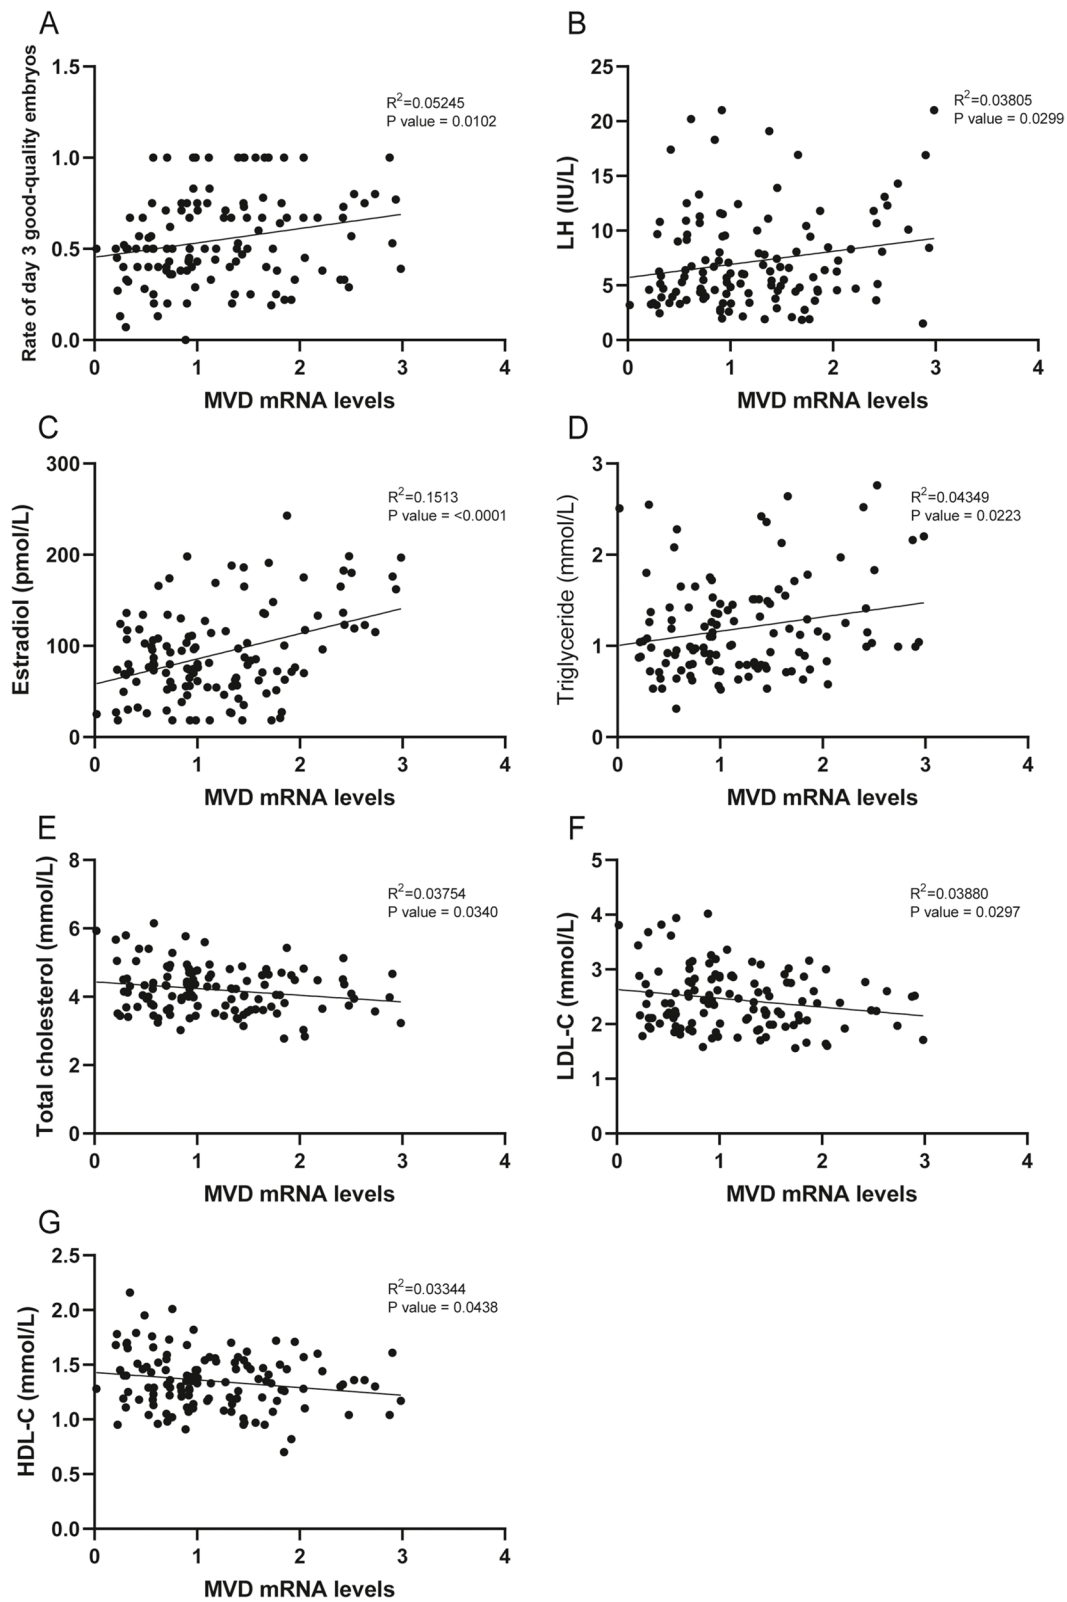 A
Rate of day 3 good-quality embryos
1.5
1.0
0.5
0.0
0 1 2 3 4
MVD mRNA levels
R2=0.05245
P value = 0.0102
B
LH (IU/L)
25
20
15
10
5
0
0 1 2 3 4
MVD mRNA levels
R2=0.03805
P value = 0.0299
C
Estradiol (pmol/L)
300
200
100
0
0 1 2 3 4
MVD mRNA levels
R2=0.1513
P value = <0.0001
D
Triglyceride (mmol/L)
3
2
1
0
0 1 2 3 4
MVD mRNA levels
R2=0.04349
P value = 0.0223
E
Total cholesterol (mmol/L)
8
6
4
2
0
0 1 2 3 4
MVD mRNA levels
R2=0.03754
P value = 0.0340
F
LDL-C (mmol/L)
5
4
3
2
1
0
0 1 2 3 4
MVD mRNA levels
R2=0.03880
P value = 0.0297
G
HDL-C (mmol/L)
2.5
2.0
1.5
1.0
0.5
0.0
0 1 2 3 4
MVD mRNA levels
R2=0.03344
P value = 0.0438